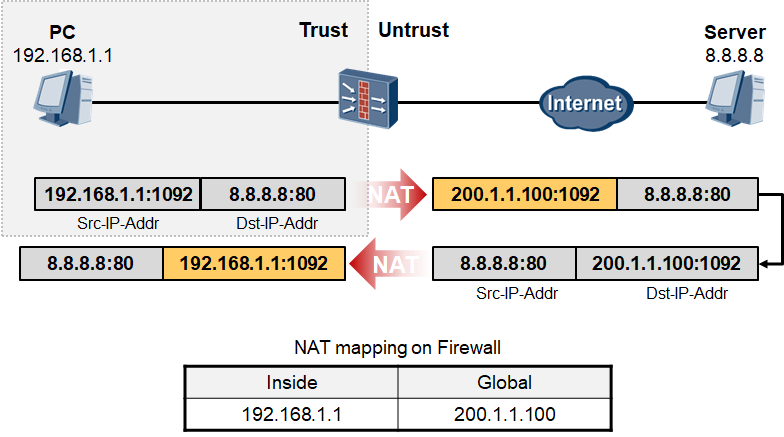 PC
192.168.1.1
Trust
Untrust
Server
8.8.8.8
Internet
192.168.1.1:1092 8.8.8.8:80
Src-IP-Addr Dst-IP-Addr
NAT
200.1.1.100:1092 8.8.8.8:80
8.8.8.8:80 192.168.1.1:1092
NAT
8.8.8.8:80 200.1.1.100:1092
Src-IP-Addr Dst-IP-Addr
NAT mapping on Firewall
Inside Global
192.168.1.1 200.1.1.100